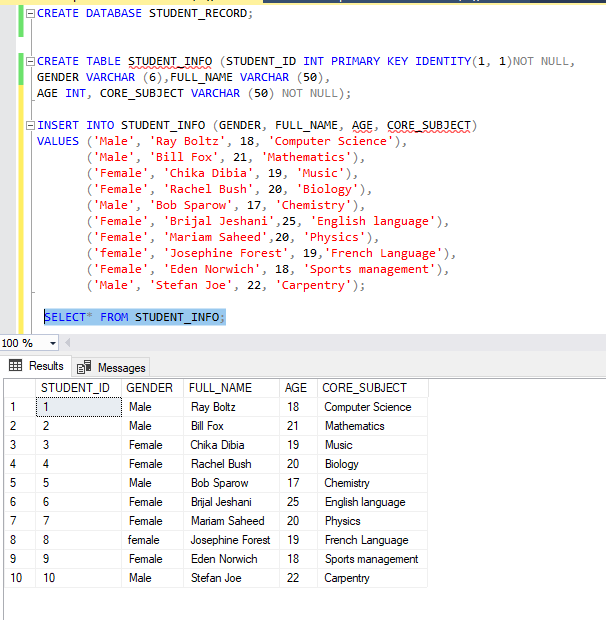 CREATE DATABASE STUDENT_RECORD;
CREATE TABLE STUDENT_INFO (STUDENT_ID INT PRIMARY KEY IDENTITY(1, 1)NOT NULL,
GENDER VARCHAR (6),FULL_NAME VARCHAR (50),
AGE INT, CORE_SUBJECT VARCHAR (50) NOT NULL);
INSERT INTO STUDENT_INFO (GENDER, FULL_NAME, AGE, CORE_SUBJECT)
VALUES ('Male', 'Ray Boltz', 18, 'Computer Science'),
('Male', 'Bill Fox', 21, 'Mathematics'),
('Female', 'Chika Dibia', 19, 'Music'),
('Female', 'Rachel Bush', 20, 'Biology'),
('Male', 'Bob Sparow', 17, 'Chemistry'),
('Female', 'Brijal Jeshani',25, 'English language'),
('Female', 'Mariam Saheed',20, 'Physics'),
('female', 'Josephine Forest', 19,'French Language'),
('Female', 'Eden Norwich', 18, 'Sports management'),
('Male', 'Stefan Joe', 22, 'Carpentry');
SELECT* FROM STUDENT_INFO;
100 %
Results Messages
STUDENT_ID GENDER FULL_NAME AGE CORE_SUBJECT
1 1 Male Ray Boltz 18 Computer Science
2 2 Male Bill Fox 21 Mathematics
3 3 Female Chika Dibia 19 Music
4 4 Female Rachel Bush 20 Biology
5 5 Male Bob Sparow 17 Chemistry
6 6 Female Brijal Jeshani 25 English language
7 7 Female Mariam Saheed 20 Physics
8 8 female Josephine Forest 19 French Language
9 9 Female Eden Norwich 18 Sports management
10 10 Male Stefan Joe 22 Carpentry